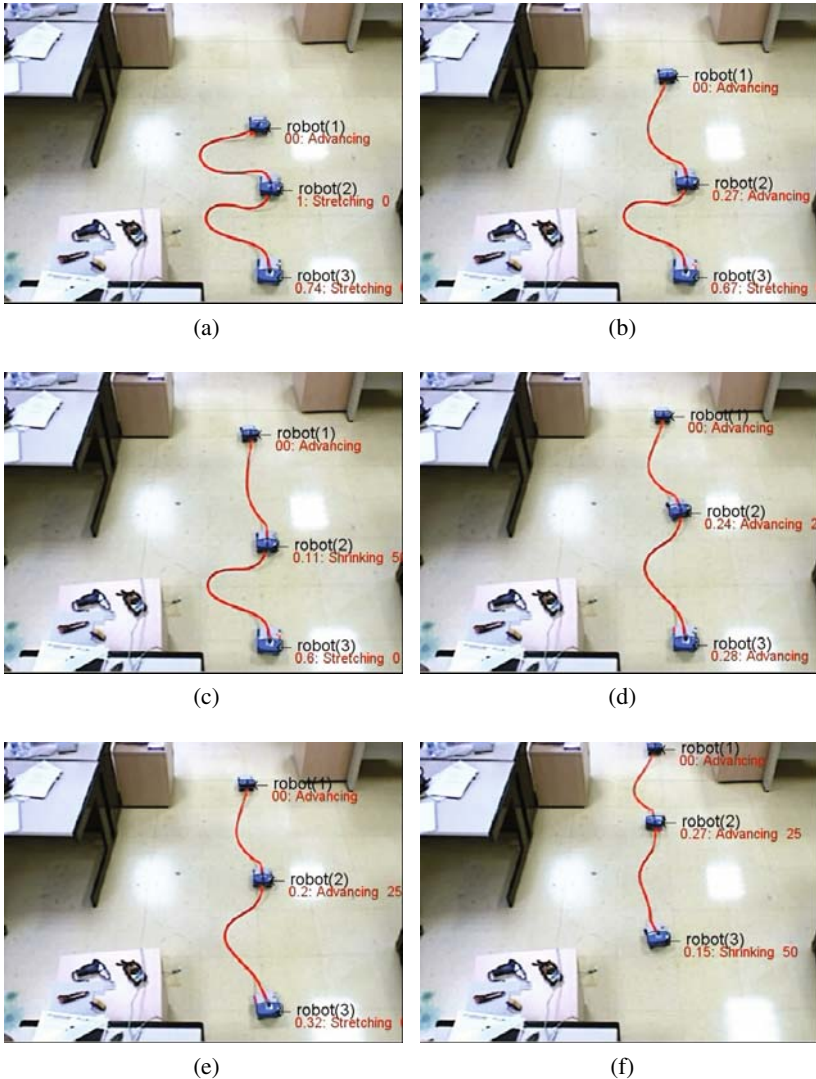 robot(1)
00: Advancing
robot(2)
1: Stretching 0
robot(3)
0.74: Stretching
(a)
robot(1)
00: Advancing
robot(2)
0.27: Advancing
robot(3)
0.67: Stretching
(b)
robot(1)
00: Advancing
robot(2)
0.11: Shrinking 50
robot(3)
0.6: Stretching 0
(c)
robot(1)
00: Advancing
robot(2)
0.24: Advancing 2
robot(3)
0.28: Advancing
(d)
robot(1)
00: Advancing
robot(2)
0.2: Advancing 25
robot(3)
0.32: Stretching
(e)
robot(1)
00: Advancing
robot(2)
0.27: Advancing 25
robot(3)
0.15: Shrinking 50
(f)